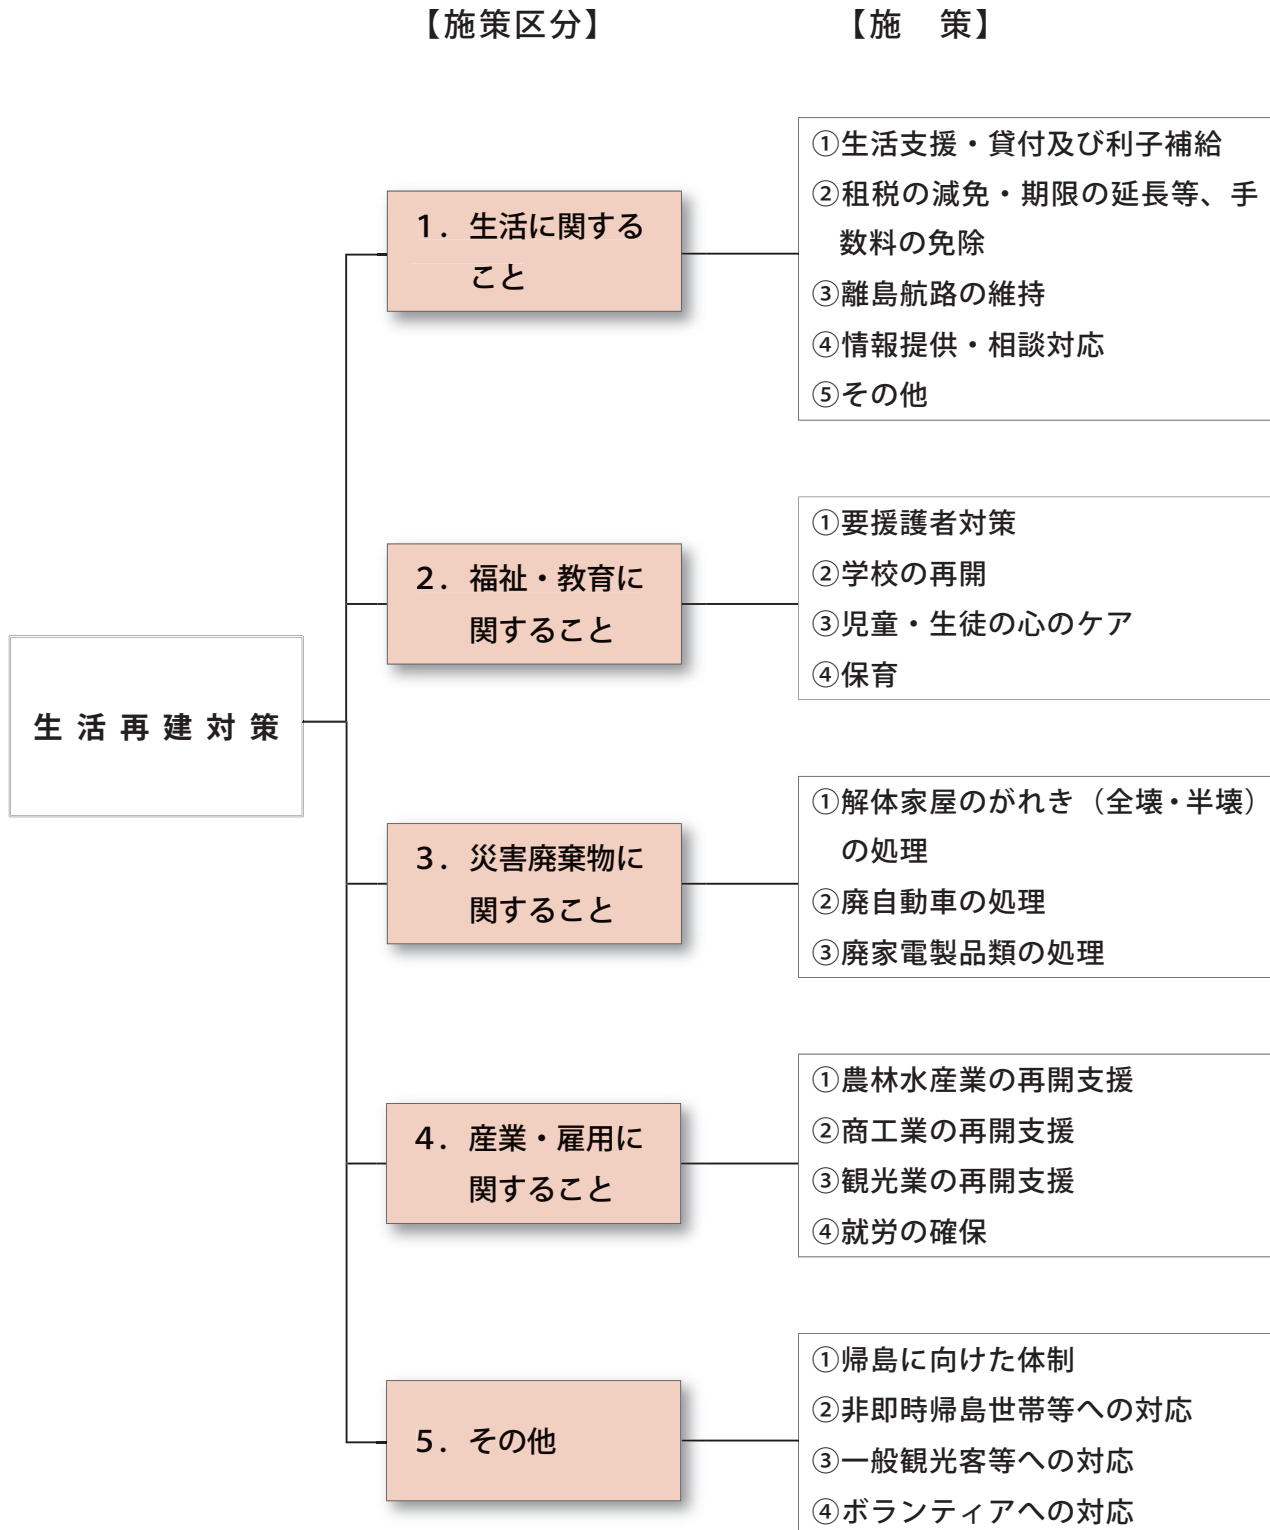 【施策区分】
【施　策】
生活再建対策
１．生活に関する
こと
①生活支援・貸付及び利子補給
②租税の減免・期限の延長等、手
数料の免除
③離島航路の維持
④情報提供・相談対応
⑤その他
２．福祉・教育に
関すること
①要援護者対策
②学校の再開
③児童・生徒の心のケア
④保育
３．災害廃棄物に
関すること
①解体家屋のがれき（全壊・半壊）
の処理
②廃自動車の処理
③廃家電製品類の処理
４．産業・雇用に
関すること
①農林水産業の再開支援
②商工業の再開支援
③観光業の再開支援
④就労の確保
５．その他
①帰島に向けた体制
②非即時帰島世帯等への対応
③一般観光客等への対応
④ボランティアへの対応